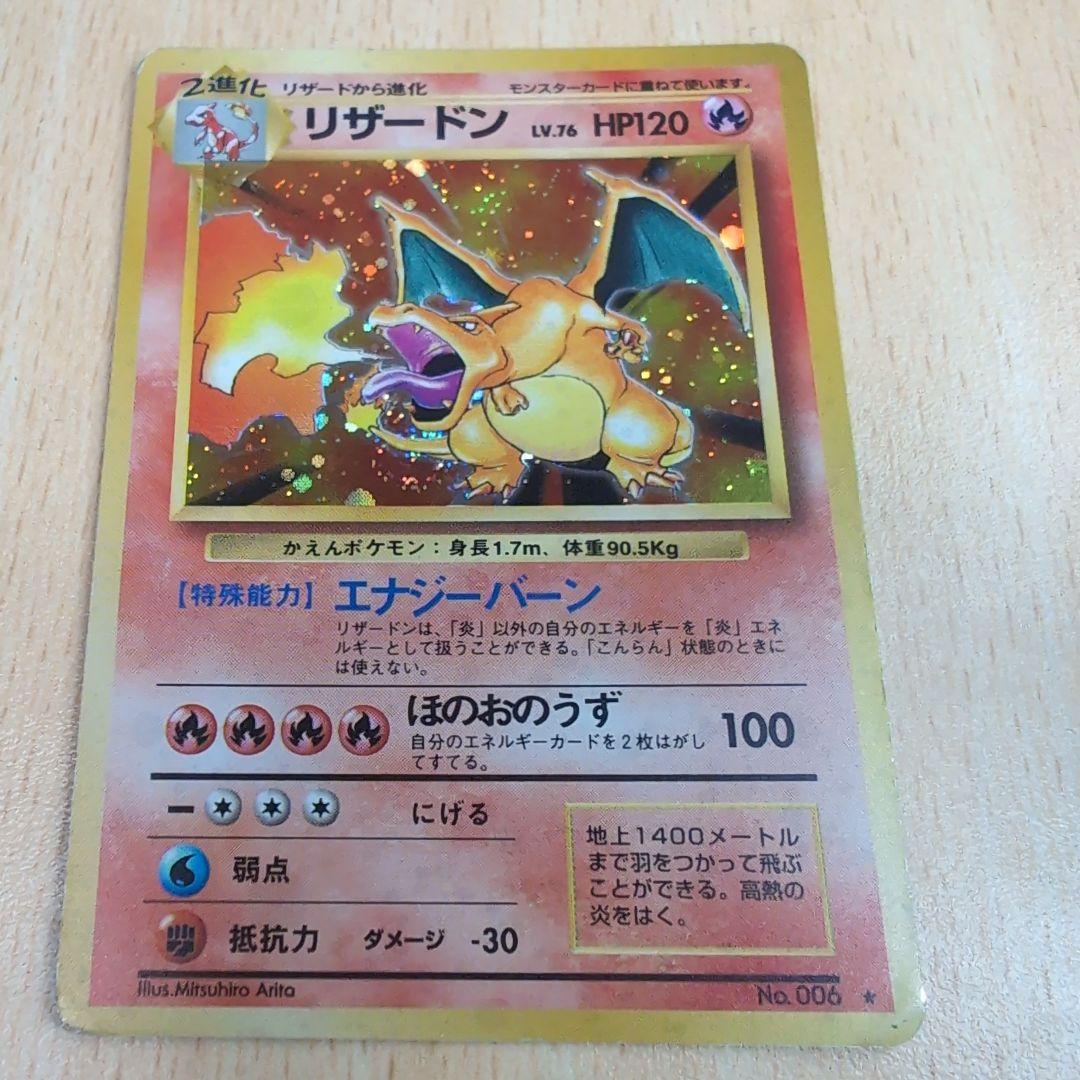 2進化 リザードから進化 モンスターカードに重ねて使います。
リザードン LV.76 HP120
かえんポケモン：身長1.7m、体重90.5Kg
【特殊能力】エナジーバーン
リザードンは、「炎」以外の自分のエネルギーを「炎」エネ
ルギーとして扱うことができる。「こんらん」状態のときに
は使えない。
ほのおのうず 100
自分のエネルギーカードを２枚はがし
てすてる。
にげる
弱点
抵抗力 ダメージ -30
地上1400メートル
まで羽をつかって飛ぶ
ことができる。高熱の
炎をはく。
Illus.Mitsuhiro Arita
No.006 ★